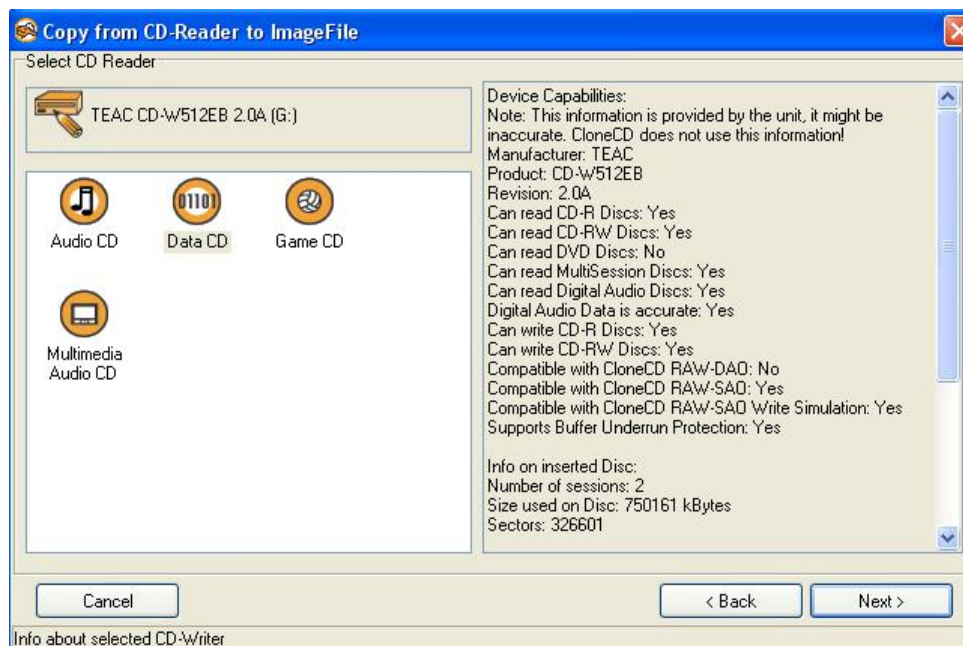 Copy from CD-Reader to ImageFile
Select CD Reader
TEAC CD-W512EB 2.0A (G:)
Audio CD
01101
Data CD
Game CD
Multimedia
Audio CD
Device Capabilities:
Note: This information is provided by the unit, it might be
inaccurate. CloneCD does not use this information!
Manufacturer: TEAC
Product: CD-W512EB
Revision: 2.0A
Can read CD-R Discs: Yes
Can read CD-RW Discs: Yes
Can read DVD Discs: No
Can read MultiSession Discs: Yes
Can read Digital Audio Discs: Yes
Digital Audio Data is accurate: Yes
Can write CD-R Discs: Yes
Can write CD-RW Discs: Yes
Compatible with CloneCD RAW-DAO: No
Compatible with CloneCD RAW-SAO: Yes
Compatible with CloneCD RAW-SAO Write Simulation: Yes
Supports Buffer Underrun Protection: Yes
Info on inserted Disc:
Number of sessions: 2
Size used on Disc: 750161 kBytes
Sectors: 326601
Cancel
< Back
Next >
Info about selected CD-Writer